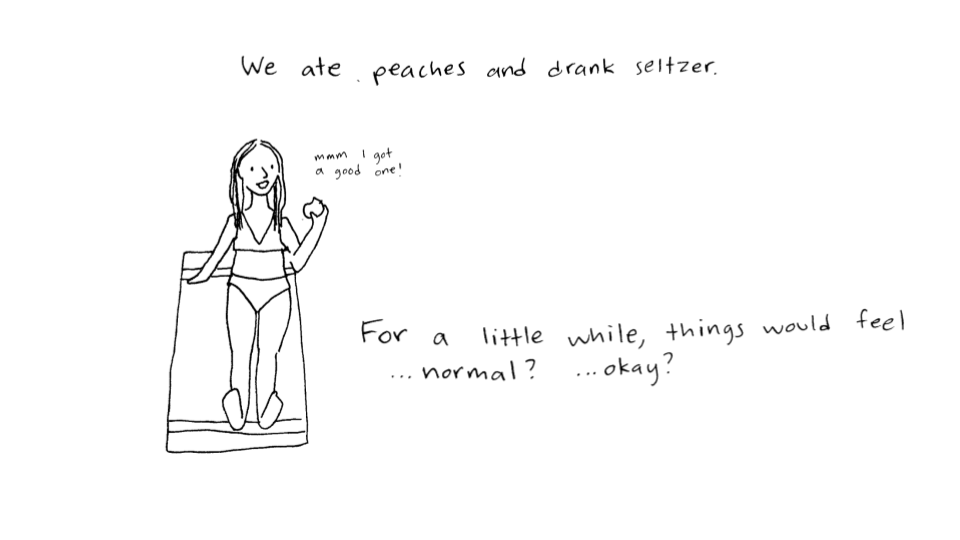 We ate peaches and drank seltzer.
mmm I got
a good one!
For a little while, things would feel
...normal? ...okay?